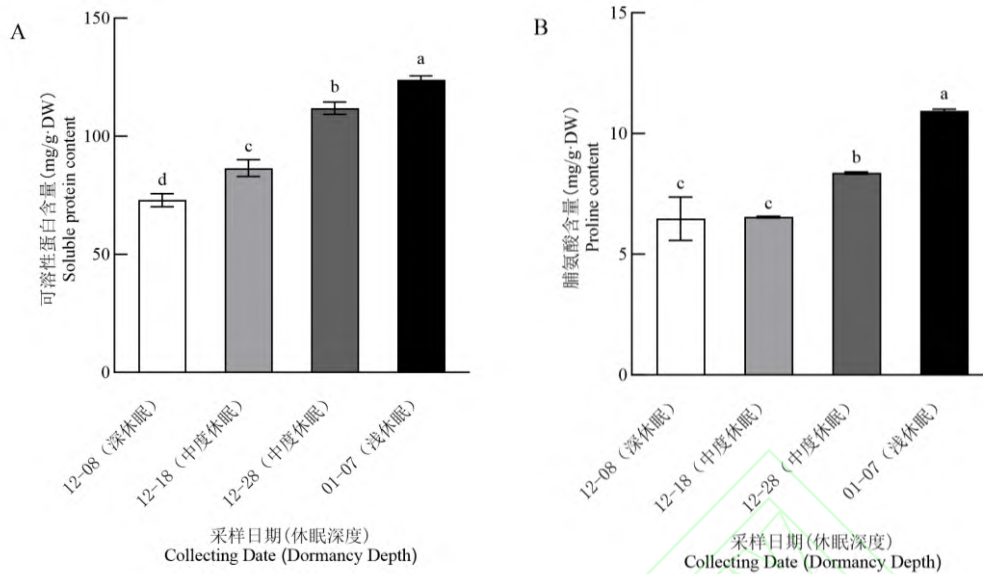 A
150
100
50
0
可溶性蛋白含量(mg/g·DW)
Soluble protein content
d
c
b
a
12-08（深休眠）
12-18（中度休眠）
12-28（中度休眠）
01-07（浅休眠）
采样日期(休眠深度)
Collecting Date (Dormancy Depth)
B
15
10
5
0
脯氨酸含量(mg/g·DW)
Proline content
c
c
b
a
12-08（深休眠）
12-18（中度休眠）
12-28（中度休眠）
01-07（浅休眠）
采样日期(休眠深度)
Collecting Date (Dormancy Depth)